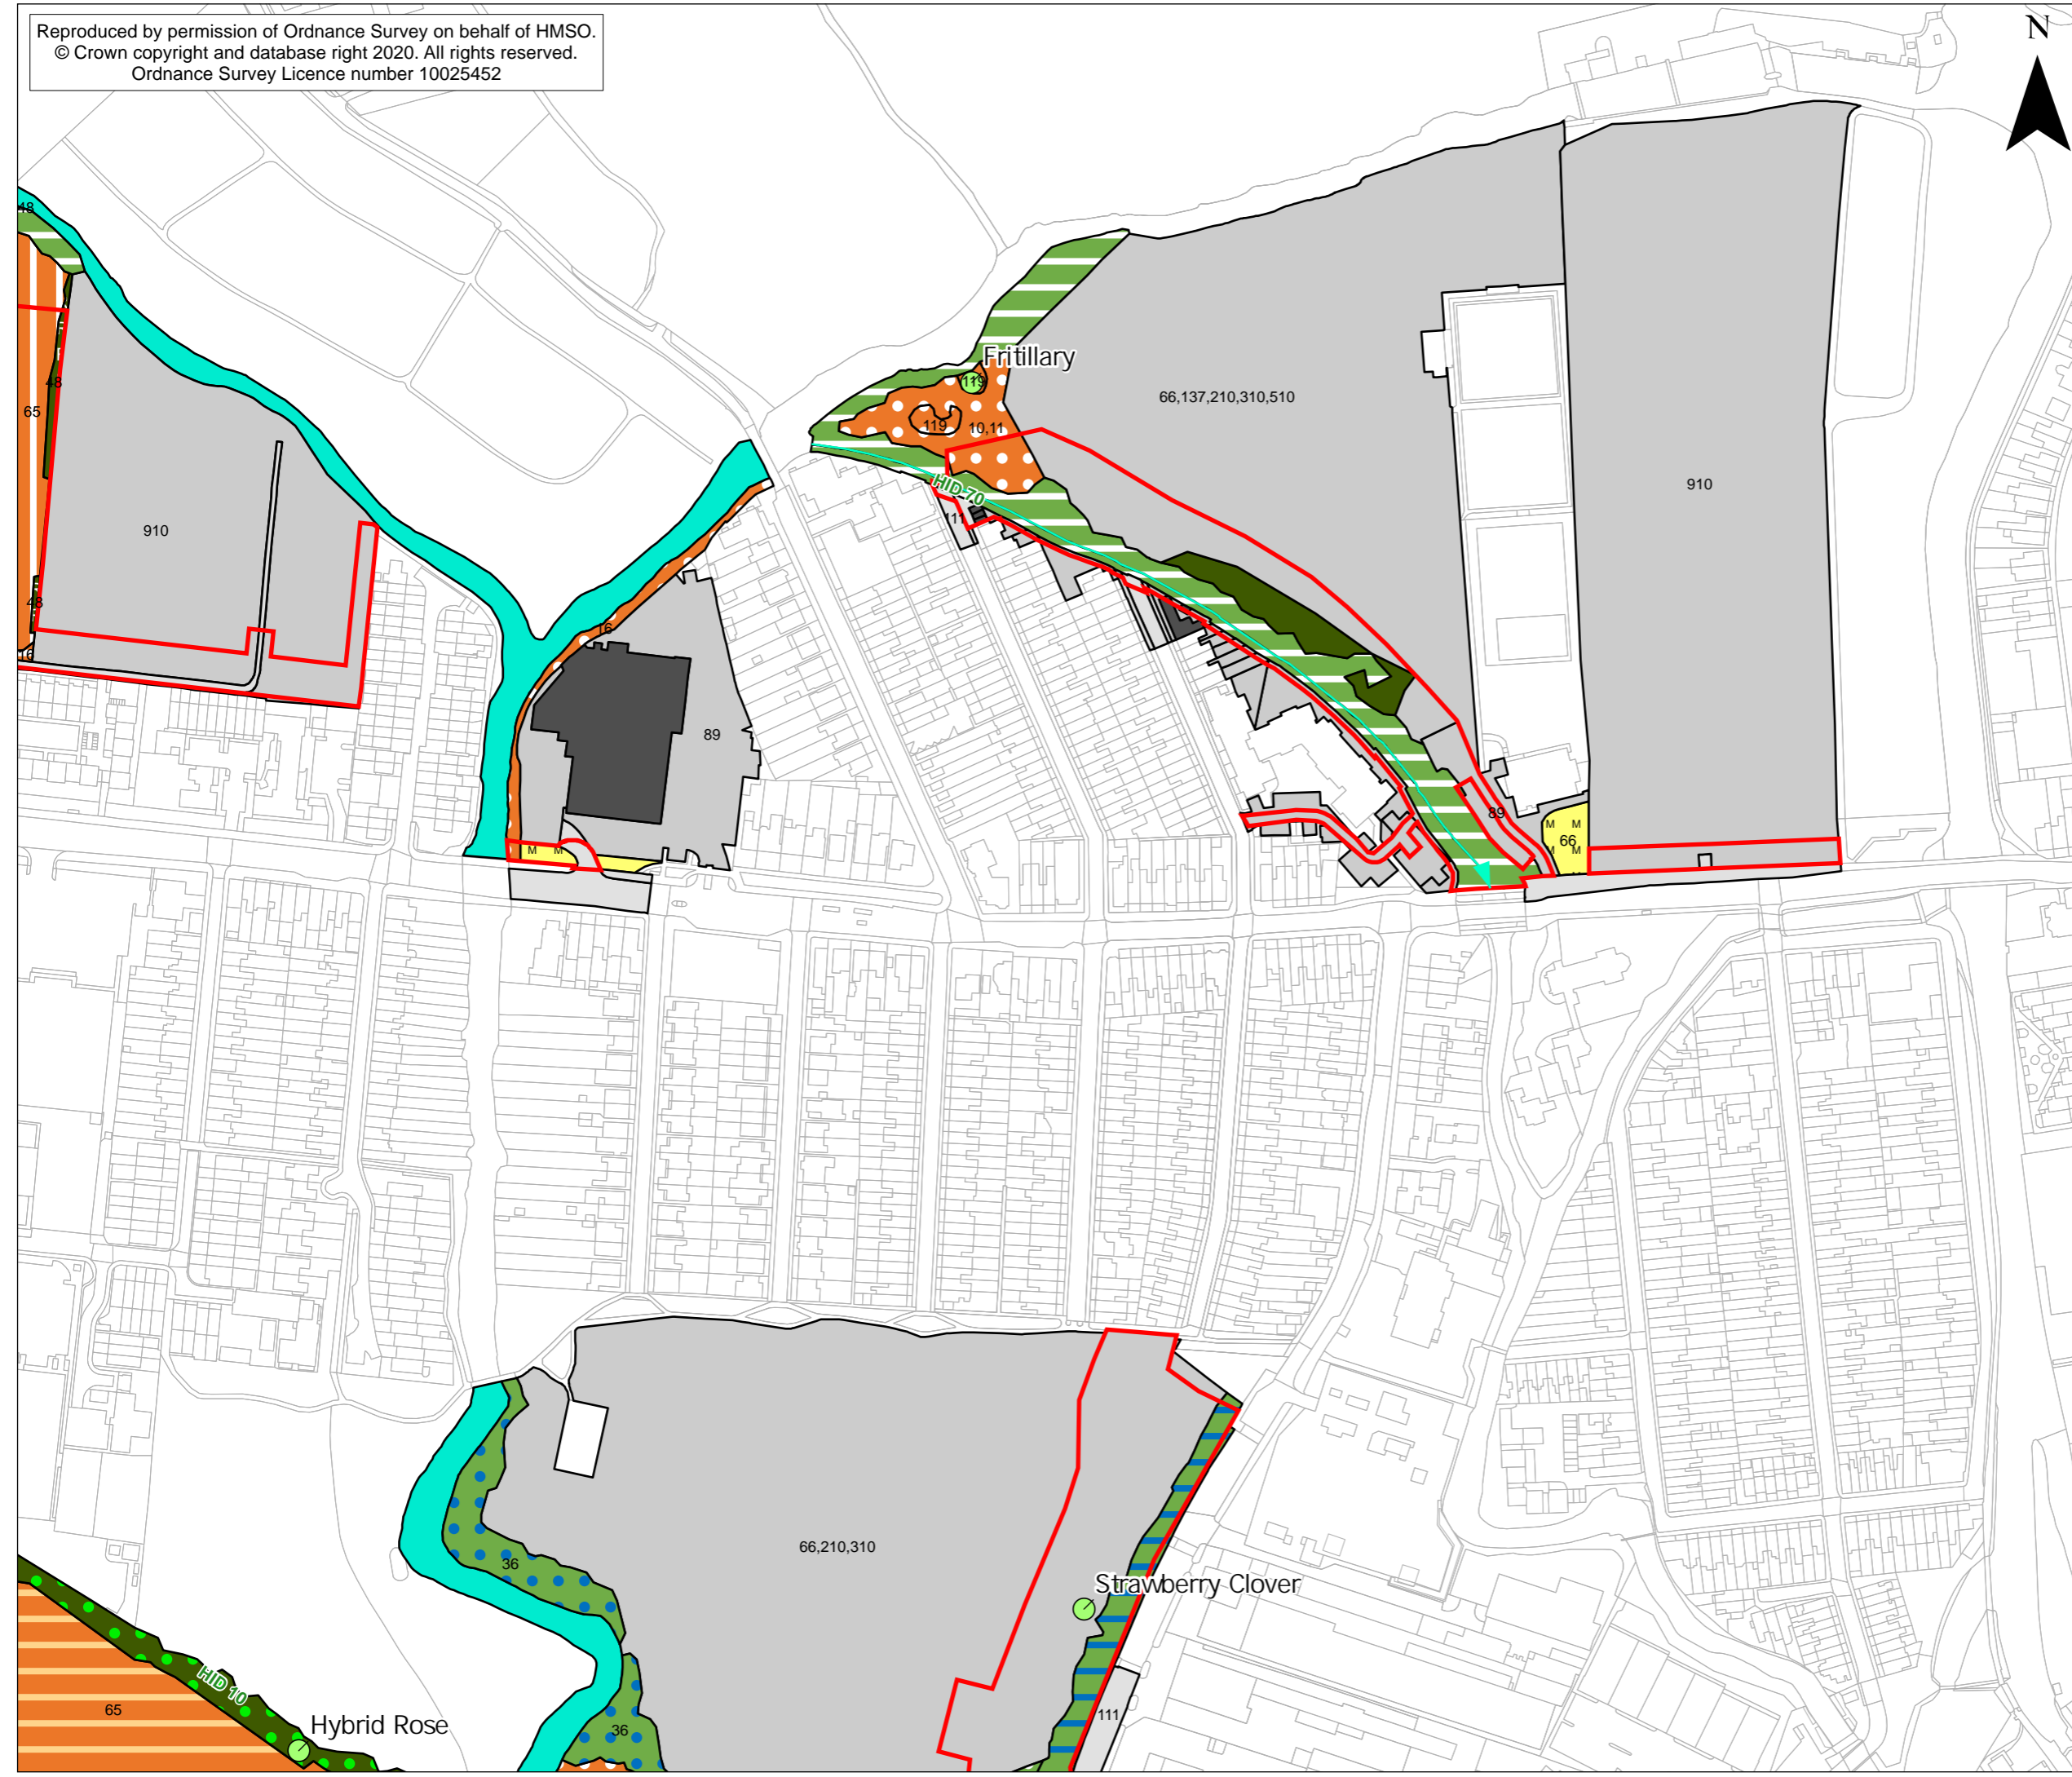 Reproduced by permission of Ordnance Survey on behalf of HMSO.
© Crown copyright and database right 2020. All rights reserved.
Ordnance Survey Licence number 10025452
N
48
Fritillary
119
48
66,137,210,310,510
65
119
10,11
HID 70
910
111
910
48
16
16
89
89
M M
66
M
M M
66,210,310
36
Strawberry Clover
HID 10
65
Hybrid Rose
111
36